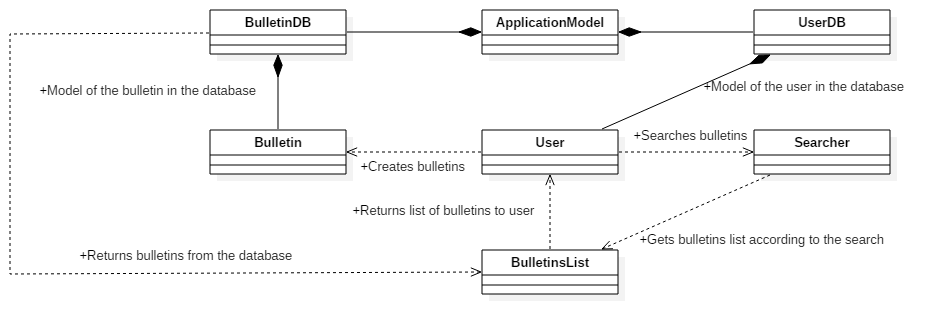 BulletinDB
ApplicationModel
UserDB
+Model of the bulletin in the database
+Model of the user in the database
Bulletin
User
Searcher
+Searches bulletins
+Creates bulletins
+Returns list of bulletins to user
+Gets bulletins list according to the search
+Returns bulletins from the database
BulletinsList